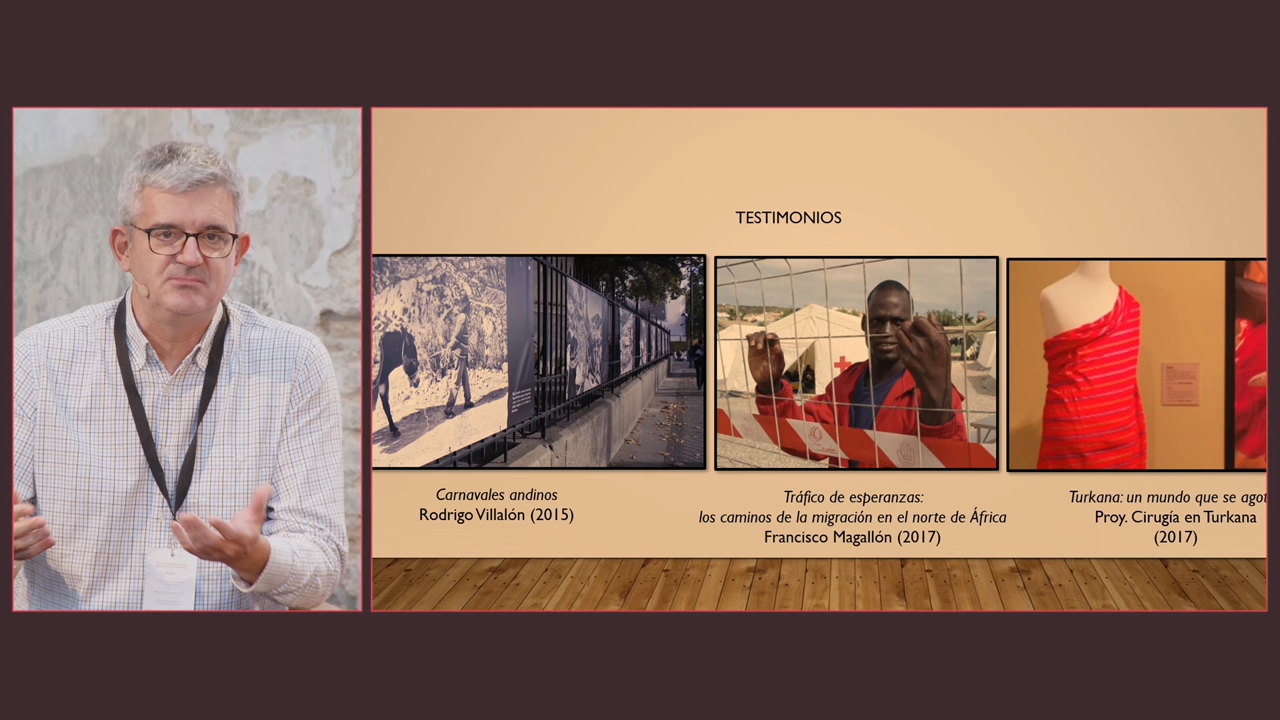 TESTIMONIOS
Carnavales andinos
Rodrigo Villalón (2015)
Tráfico de esperanzas:
los caminos de la migración en el norte de África
Francisco Magallón (2017)
Turkana: un mundo que se agot
Proy. Cirugía en Turkana
(2017)